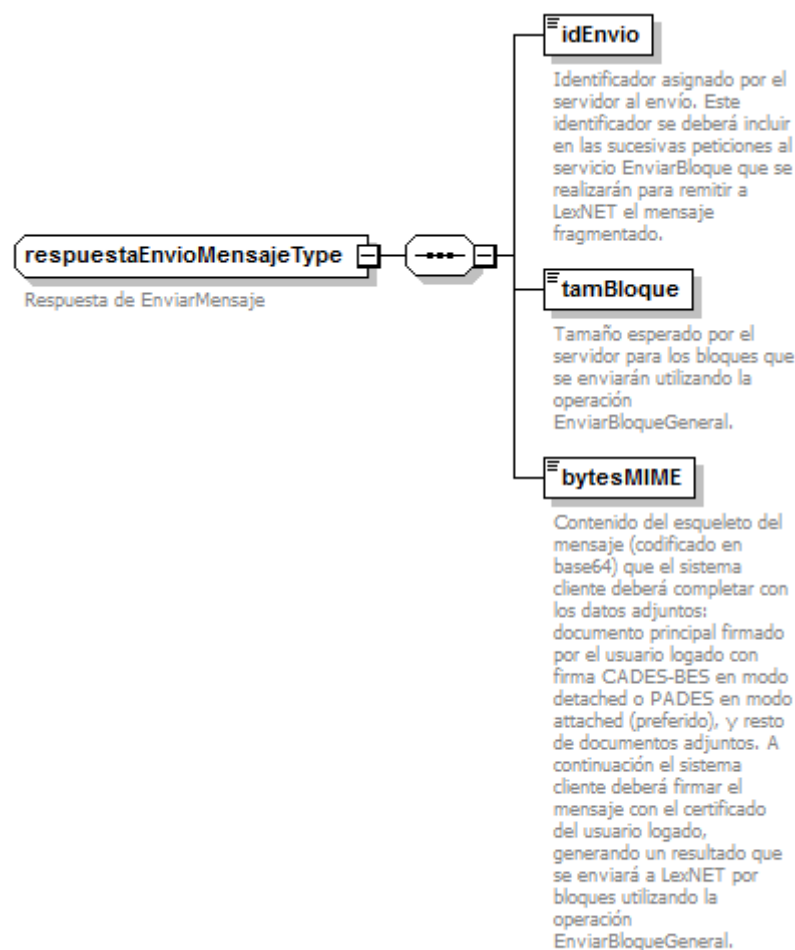 idEnvio
Identificador asignado por el
servidor al envío. Este
identificador se deberá incluir
en las sucesivas peticiones al
servicio EnviarBloque que se
realizarán para remitir a
LexNET el mensaje
fragmentado.
respuestaEnvioMensajeType
Respuesta de EnviarMensaje
tamBloque
Tamaño esperado por el
servidor para los bloques que
se enviarán utilizando la
operación
EnviarBloqueGeneral.
bytesMIME
Contenido del esqueleto del
mensaje (codificado en
base64) que el sistema
cliente deberá completar con
los datos adjuntos:
documento principal firmado
por el usuario logado con
firma CADES-BES en modo
detached o PADES en modo
attached (preferido), y resto
de documentos adjuntos. A
continuación el sistema
cliente deberá firmar el
mensaje con el certificado
del usuario logado,
generando un resultado que
se enviará a LexNET por
bloques utilizando la
operación
EnviarBloqueGeneral.